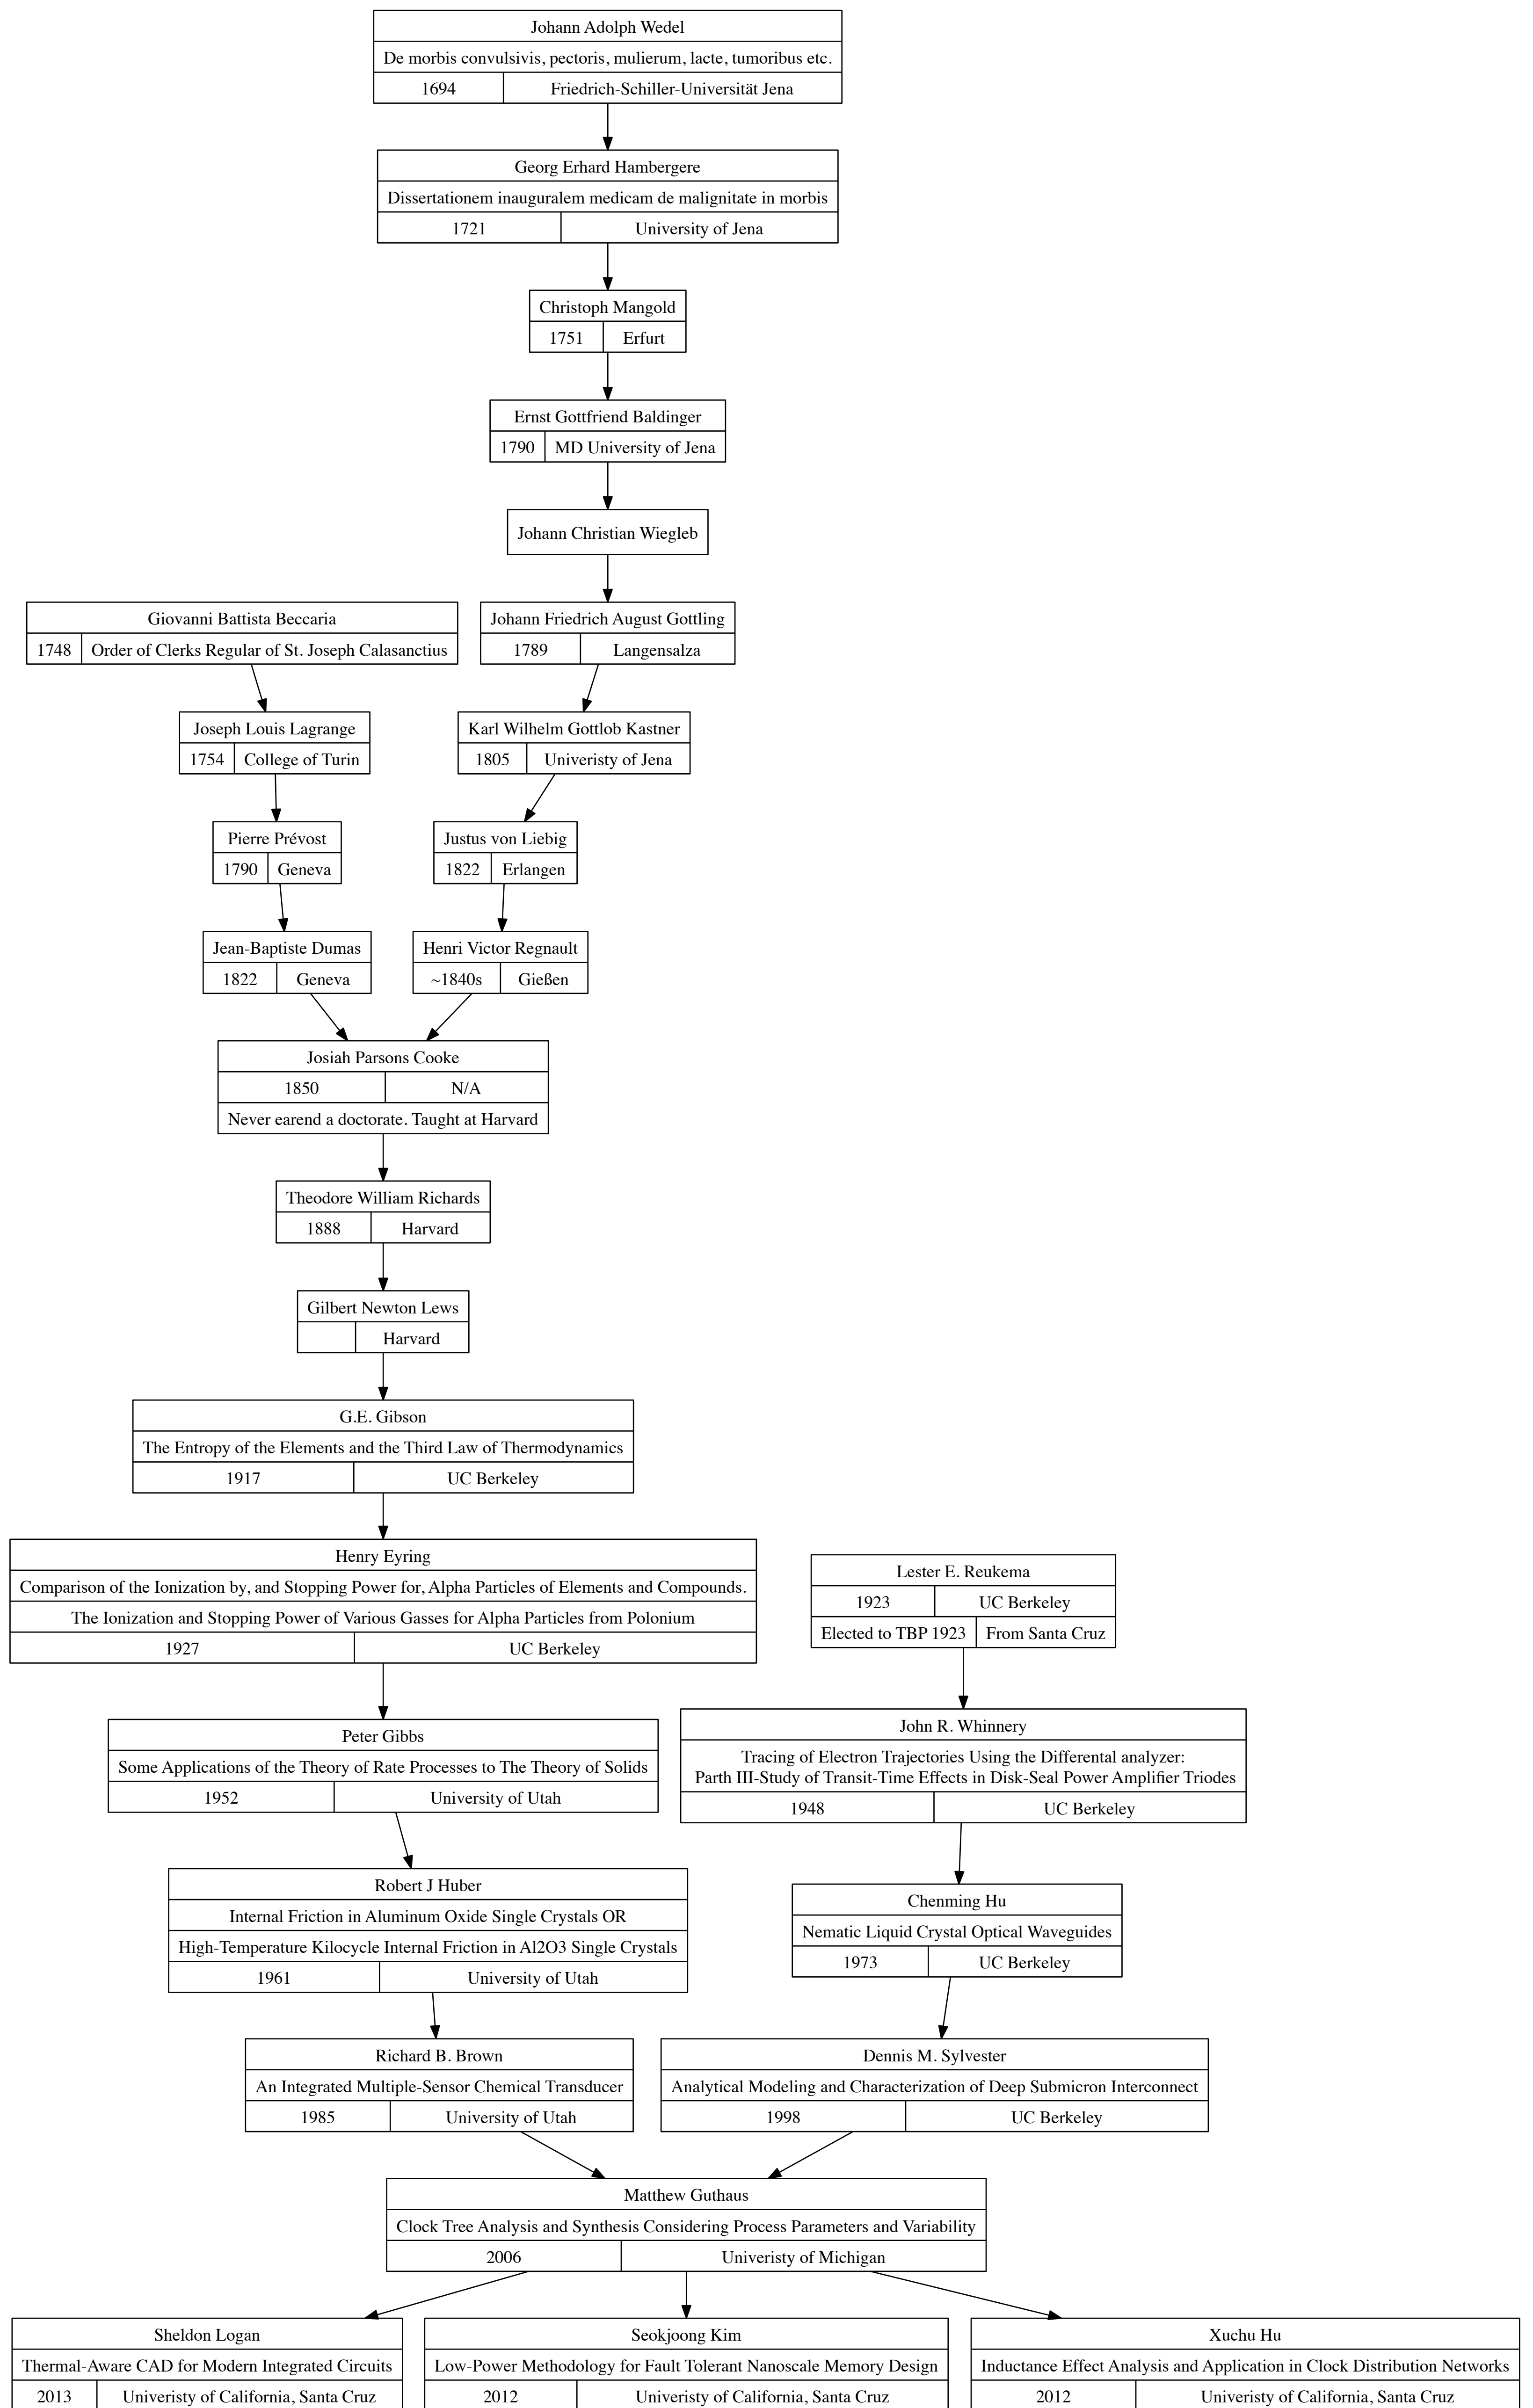 Johann Adolph Wedel
De morbis convulsivis, pectoris, mulierum, lacte, tumoribus etc.
1694 Friedrich-Schiller-Universität Jena
Georg Erhard Hambergere
Dissertationem inauguralem medicam de malignitate in morbis
1721 University of Jena
Christoph Mangold
1751 Erfurt
Ernst Gottfriend Baldinger
1790 MD University of Jena
Johann Christian Wiegleb
Giovanni Battista Beccaria
1748 Order of Clerks Regular of St. Joseph Calasanctius
Johann Friedrich August Gottling
1789 Langensalza
Joseph Louis Lagrange
1754 College of Turin
Karl Wilhelm Gottlob Kastner
1805 Univeristy of Jena
Pierre Prévost
1790 Geneva
Justus von Liebig
1822 Erlangen
Jean-Baptiste Dumas
1822 Geneva
Henri Victor Regnault
~1840s Gießen
Josiah Parsons Cooke
1850 N/A
Never earend a doctorate. Taught at Harvard
Theodore William Richards
1888 Harvard
Gilbert Newton Lews
Harvard
G.E. Gibson
The Entropy of the Elements and the Third Law of Thermodynamics
1917 UC Berkeley
Henry Eyring
Comparison of the Ionization by, and Stopping Power for, Alpha Particles of Elements and Compounds.
The Ionization and Stopping Power of Various Gasses for Alpha Particles from Polonium
1927 UC Berkeley
Lester E. Reukema
1923 UC Berkeley
Elected to TBP 1923 From Santa Cruz
Peter Gibbs
Some Applications of the Theory of Rate Processes to The Theory of Solids
1952 University of Utah
John R. Whinnery
Tracing of Electron Trajectories Using the Differental analyzer:
Parth III-Study of Transit-Time Effects in Disk-Seal Power Amplifier Triodes
1948 UC Berkeley
Robert J Huber
Internal Friction in Aluminum Oxide Single Crystals OR
High-Temperature Kilocycle Internal Friction in Al2O3 Single Crystals
1961 University of Utah
Chenming Hu
Nematic Liquid Crystal Optical Waveguides
1973 UC Berkeley
Richard B. Brown
An Integrated Multiple-Sensor Chemical Transducer
1985 University of Utah
Dennis M. Sylvester
Analytical Modeling and Characterization of Deep Submicron Interconnect
1998 UC Berkeley
Matthew Guthaus
Clock Tree Analysis and Synthesis Considering Process Parameters and Variability
2006 Univeristy of Michigan
Sheldon Logan
Thermal-Aware CAD for Modern Integrated Circuits
2013 Univeristy of California, Santa Cruz
Seokjoong Kim
Low-Power Methodology for Fault Tolerant Nanoscale Memory Design
2012 Univeristy of California, Santa Cruz
Xuchu Hu
Inductance Effect Analysis and Application in Clock Distribution Networks
2012 Univeristy of California, Santa Cruz